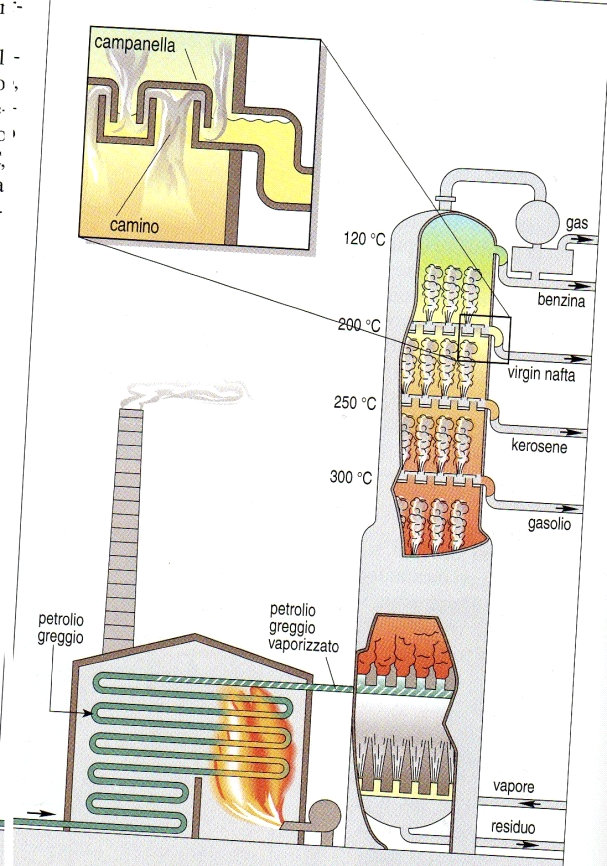 campanella
camino
120 °C
gas
benzina
200 °C
virgin nafta
250 °C
kerosene
300 °C
gasolio
petrolio
greggio
petrolio
greggio
vaporizzato
vapore
residuo